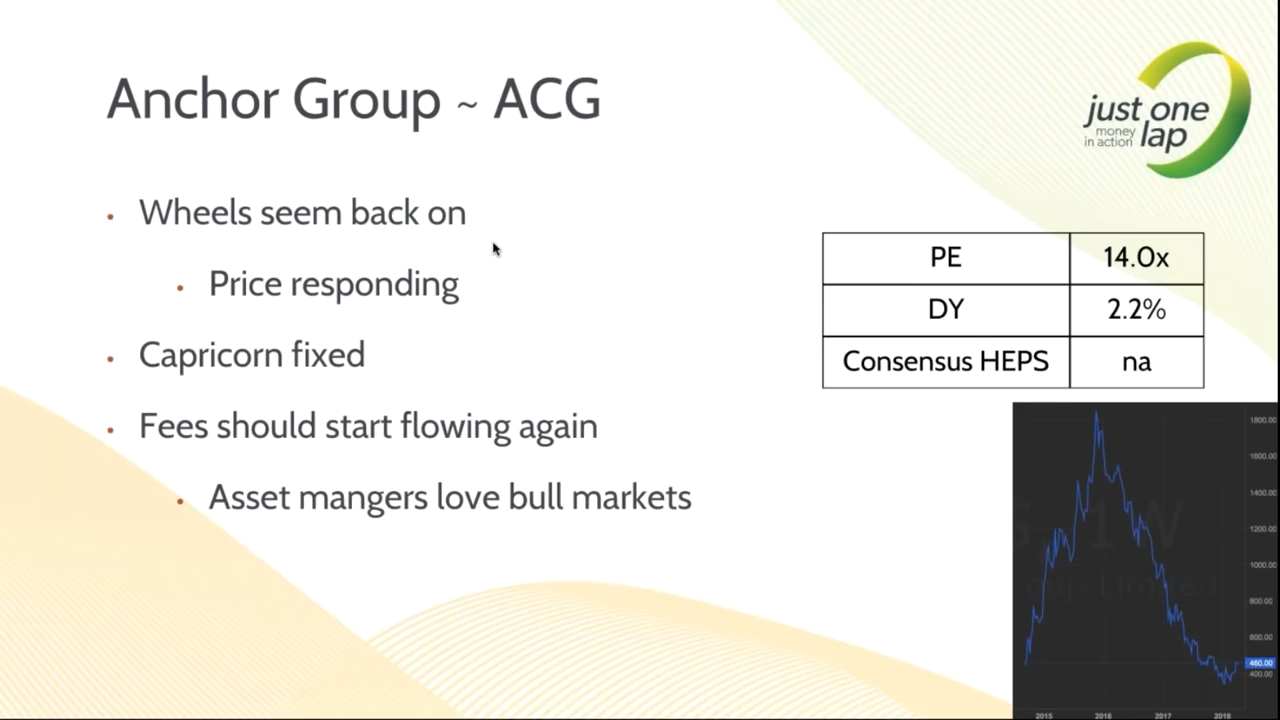 Anchor Group ~ ACG
just one
money
in action
lap
• Wheels seem back on
• Price responding
• Capricorn fixed
• Fees should start flowing again
• Asset mangers love bull markets
PE 14.0x
DY 2.2%
Consensus HEPS na
1800.00
1600.00
1400.00
1200.00
1000.00
800.00
600.00
460.00
400.00
2015 2016 2017 2018
, 1W
Limited